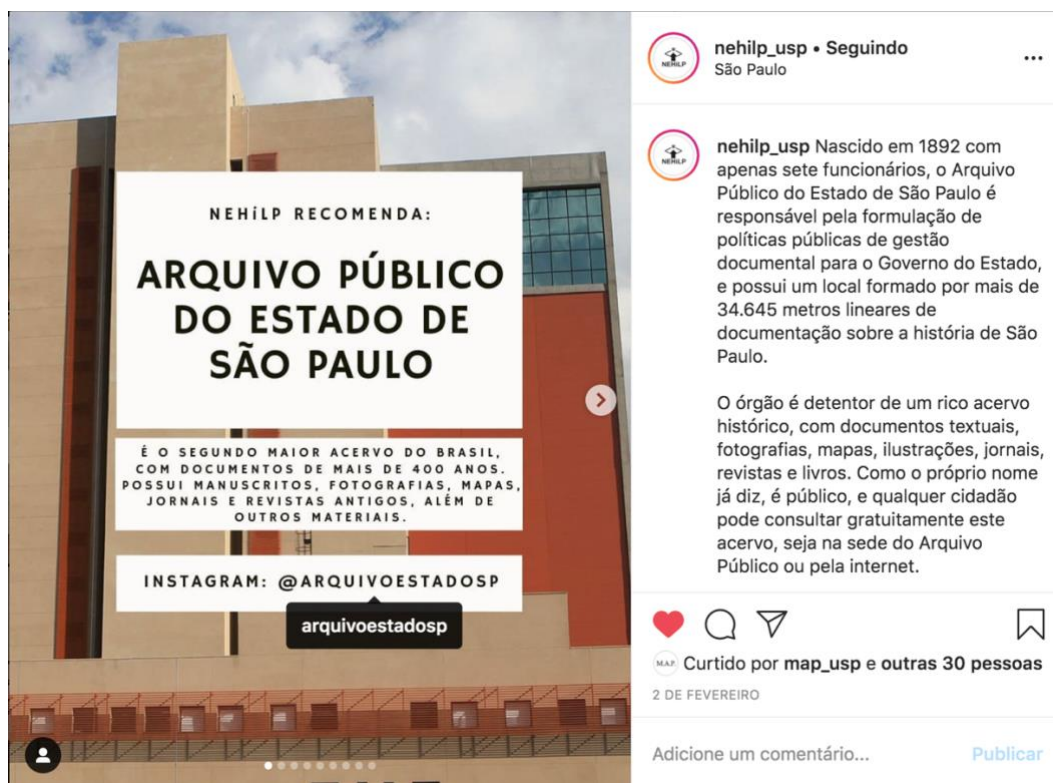 NEHiLP RECOMENDA:
ARQUIVO PÚBLICO
DO ESTADO DE
SÃO PAULO
É O SEGUNDO MAIOR ACERVO DO BRASIL,
COM DOCUMENTOS DE MAIS DE 400 ANOS.
POSSUI MANUSCRITOS, FOTOGRAFIAS, MAPAS,
JORNAIS E REVISTAS ANTIGOS, ALÉM DE
OUTROS MATERIAIS.
INSTAGRAM: @ARQUIVOESTADOSP
arquivoestadosp
NEHiLP
nehilp_usp • Seguindo
São Paulo
NEHiLP
nehilp_usp Nascido em 1892 com
apenas sete funcionários, o Arquivo
Público do Estado de São Paulo é
responsável pela formulação de
políticas públicas de gestão
documental para o Governo do Estado,
e possui um local formado por mais de
34.645 metros lineares de
documentação sobre a história de São
Paulo.
O órgão é detentor de um rico acervo
histórico, com documentos textuais,
fotografias, mapas, ilustrações, jornais,
revistas e livros. Como o próprio nome
já diz, é público, e qualquer cidadão
pode consultar gratuitamente este
acervo, seja na sede do Arquivo
Público ou pela internet.
M.A.P. Curtido por map_usp e outras 30 pessoas
2 DE FEVEREIRO
Adicione um comentário... Publicar